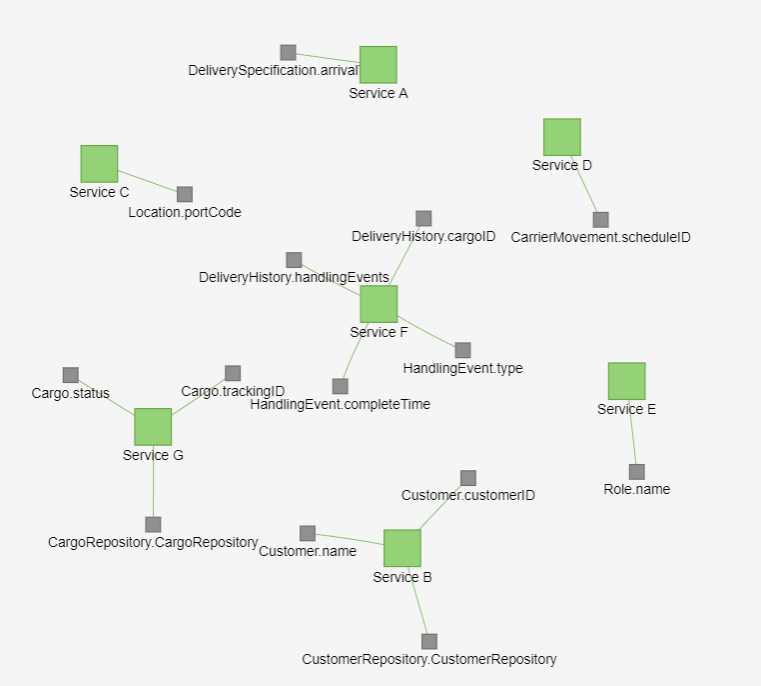 DeliverySpecification.arrival
Service A
Service D
Service C
Location.portCode
DeliveryHistory.cargoID
CarrierMovement.scheduleID
DeliveryHistory.handlingEvents
Service F
HandlingEvent.type
Cargo.status
Cargo.trackingID
HandlingEvent.completeTime
Service E
Service G
Role.name
Customer.customerID
CargoRepository.CargoRepository
Customer.name
Service B
CustomerRepository.CustomerRepository